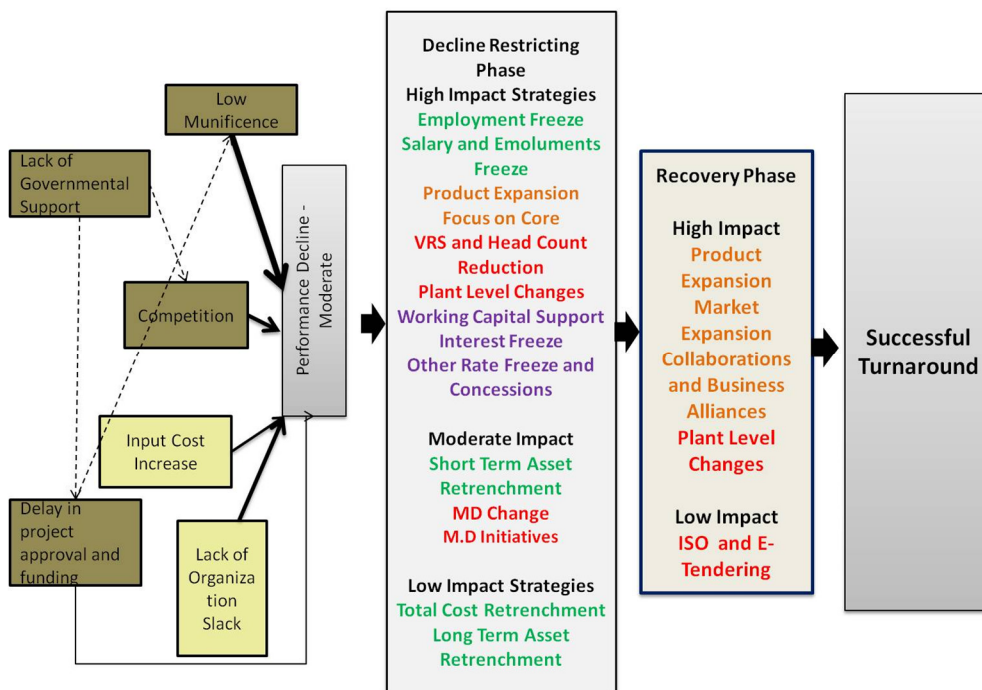 Low
Munificence
Lack of
Governmental
Support
Competition
Input Cost
Increase
Delay in
project
approval and
funding
Lack of
Organiza
tion
Slack
Performance Decline -
Moderate
Decline Restricting
Phase
High Impact Strategies
Employment Freeze
Salary and Emoluments
Freeze
Product Expansion
Focus on Core
VRS and Head Count
Reduction
Plant Level Changes
Working Capital Support
Interest Freeze
Other Rate Freeze and
Concessions
Moderate Impact
Short Term Asset
Retrenchment
MD Change
M.D Initiatives
Low Impact Strategies
Total Cost Retrenchment
Long Term Asset
Retrenchment
Recovery Phase
High Impact
Product
Expansion
Market
Expansion
Collaborations
and Business
Alliances
Plant Level
Changes
Low Impact
ISO and E-
Tendering
Successful
Turnaround